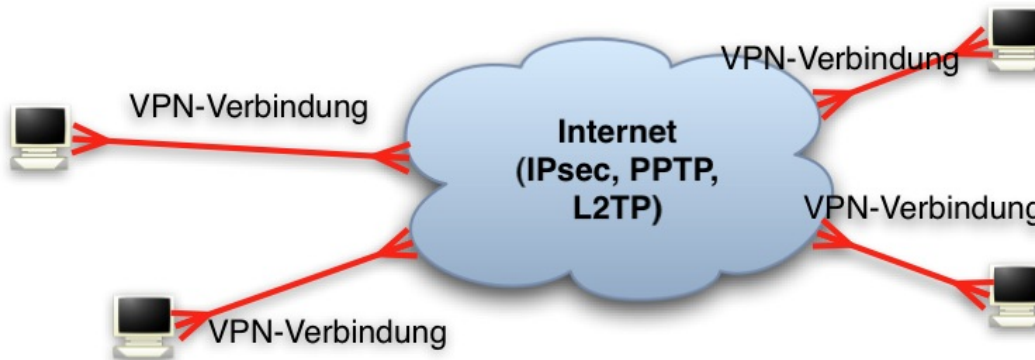 VPN-Verbindung
VPN-Verbindung
Internet
(IPsec, PPTP,
L2TP)
VPN-Verbindung
VPN-Verbindung